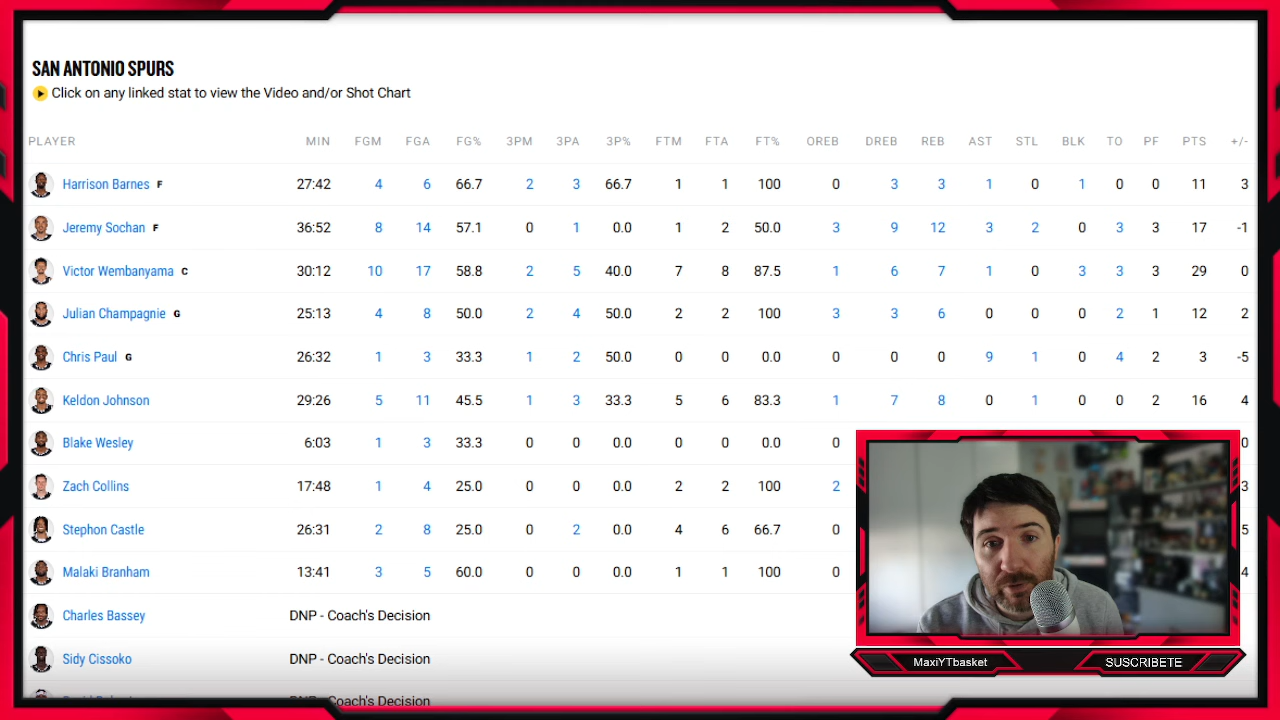 SAN ANTONIO SPURS
Click on any linked stat to view the Video and/or Shot Chart
PLAYER MIN FGM FGA FG% 3PM 3PA 3P% FTM FTA FT% OREB DREB REB AST STL BLK TO PF PTS +/-
Harrison Barnes F 27:42 4 6 66.7 2 3 66.7 1 1 100 0 3 3 1 0 1 0 0 11 3
Jeremy Sochan F 36:52 8 14 57.1 0 1 0.0 1 2 50.0 3 9 12 3 2 0 3 3 17 -1
Victor Wembanyama C 30:12 10 17 58.8 2 5 40.0 7 8 87.5 1 6 7 1 0 3 3 3 29 0
Julian Champagnie G 25:13 4 8 50.0 2 4 50.0 2 2 100 3 3 6 0 0 0 2 1 12 2
Chris Paul G 26:32 1 3 33.3 1 2 50.0 0 0 0.0 0 0 0 9 1 0 4 2 3 -5
Keldon Johnson 29:26 5 11 45.5 1 3 33.3 5 6 83.3 1 7 8 0 1 0 0 2 16 4
Blake Wesley 6:03 1 3 33.3 0 0 0.0 0 0 0.0 0 0
Zach Collins 17:48 1 4 25.0 0 0 0.0 2 2 100 2 3
Stephon Castle 26:31 2 8 25.0 0 2 0.0 4 6 66.7 0 5
Malaki Branham 13:41 3 5 60.0 0 0 0.0 1 1 100 0 4
Charles Bassey DNP - Coach's Decision
Sidy Cissoko DNP - Coach's Decision
Coach's Decision
MaxiYTbasket
SUSCRIBETE